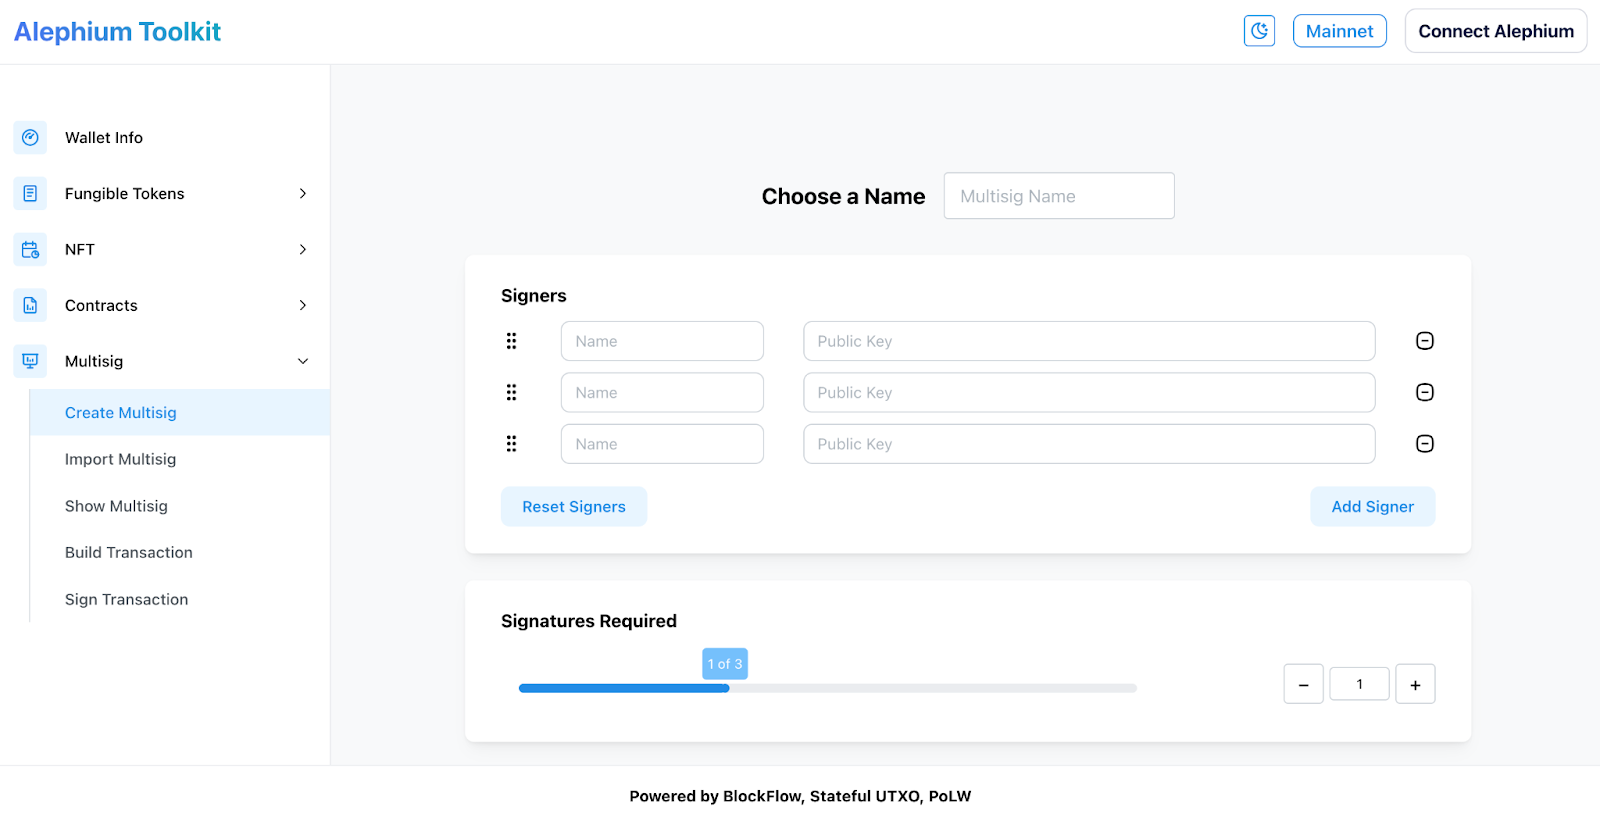 Alephium Toolkit
Mainnet
Connect Alephium
Wallet Info
Fungible Tokens
NFT
Contracts
Multisig
Create Multisig
Import Multisig
Show Multisig
Build Transaction
Sign Transaction
Choose a Name
Multisig Name
Signers
Name
Public Key
Name
Public Key
Name
Public Key
Reset Signers
Add Signer
Signatures Required
1 of 3
−
1
+
Powered by BlockFlow, Stateful UTXO, PoLW